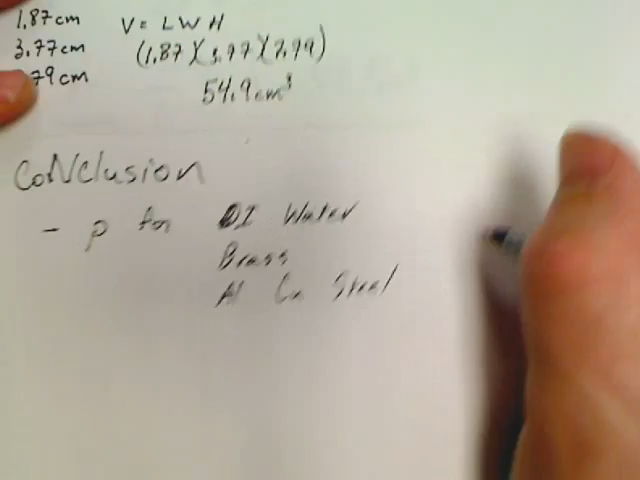 1.87cm V= L W H
3.77cm (1.87)(3.77)(7.79)
.79cm 54.9cm³
Conclusion
- ρ for DI Water
Brass
Al Cu Steel